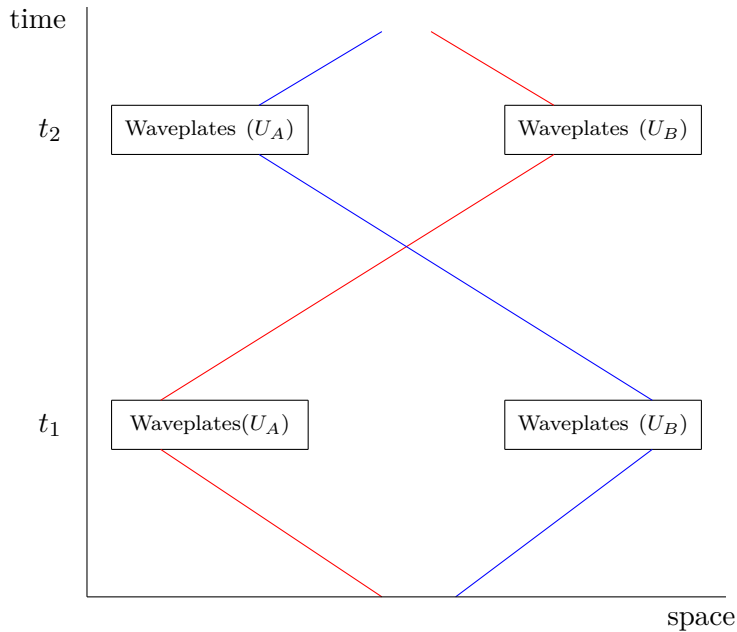 time
t₂
Waveplates (U_A)
Waveplates (U_B)
t₁
Waveplates(U_A)
Waveplates (U_B)
space